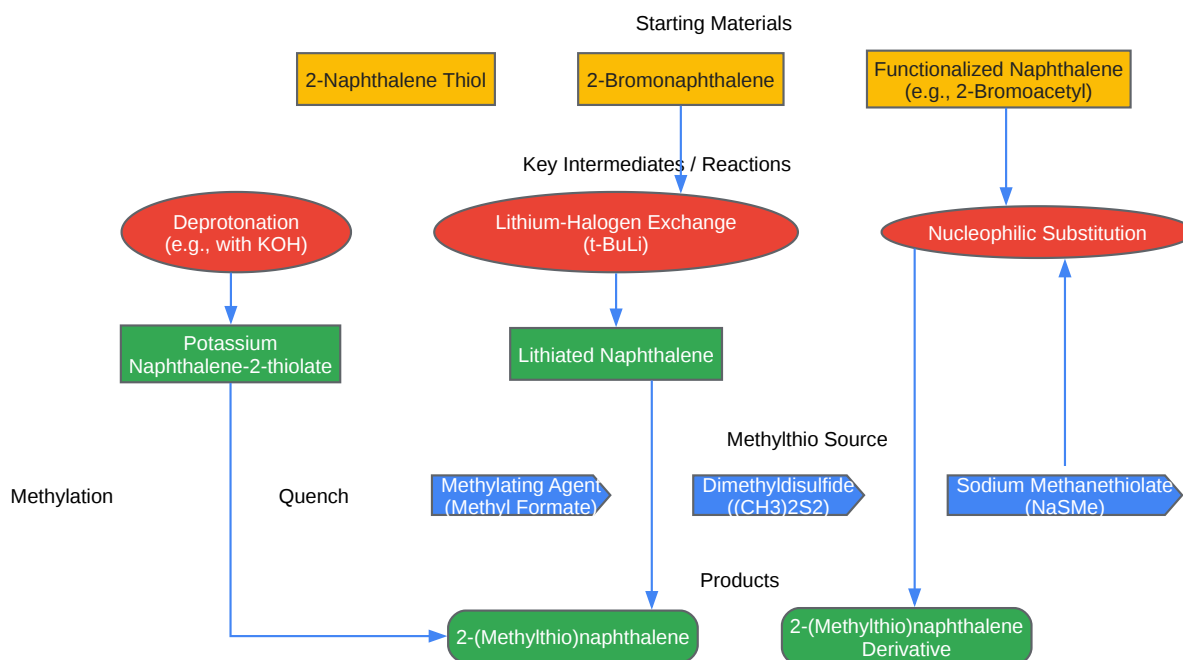 Starting Materials
2-Naphthalene Thiol
2-Bromonaphthalene
Functionalized Naphthalene
(e.g., 2-Bromoacetyl)
Key Intermediates / Reactions
Deprotonation
(e.g., with KOH)
Lithium-Halogen Exchange
(t-BuLi)
Nucleophilic Substitution
Potassium
Naphthalene-2-thiolate
Lithiated Naphthalene
Methylthio Source
Methylation
Quench
Methylating Agent
(Methyl Formate)
Dimethyldisulfide
((CH3)2S2)
Sodium Methanethiolate
(NaSMe)
Products
2-(Methylthio)naphthalene
2-(Methylthio)naphthalene
Derivative